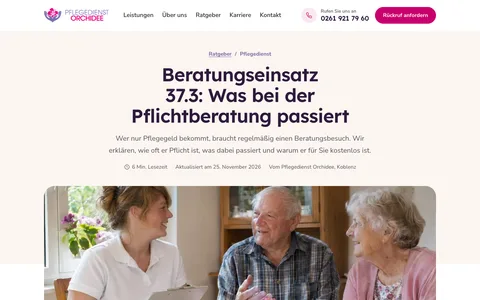 PFLEGEDIENST
ORCHIDEE
Leistungen Über uns Ratgeber Karriere Kontakt
Rufen Sie uns an
0261 921 79 60
Rückruf anfordern
Ratgeber / Pflegedienst
Beratungseinsatz
37.3: Was bei der
Pflichtberatung passiert
Wer nur Pflegegeld bekommt, braucht regelmäßig einen Beratungsbesuch. Wir
erklären, wie oft er Pflicht ist, was dabei passiert und warum er für Sie kostenlos ist.
6 Min. Lesezeit Aktualisiert am 25. November 2026 Vom Pflegedienst Orchidee, Koblenz